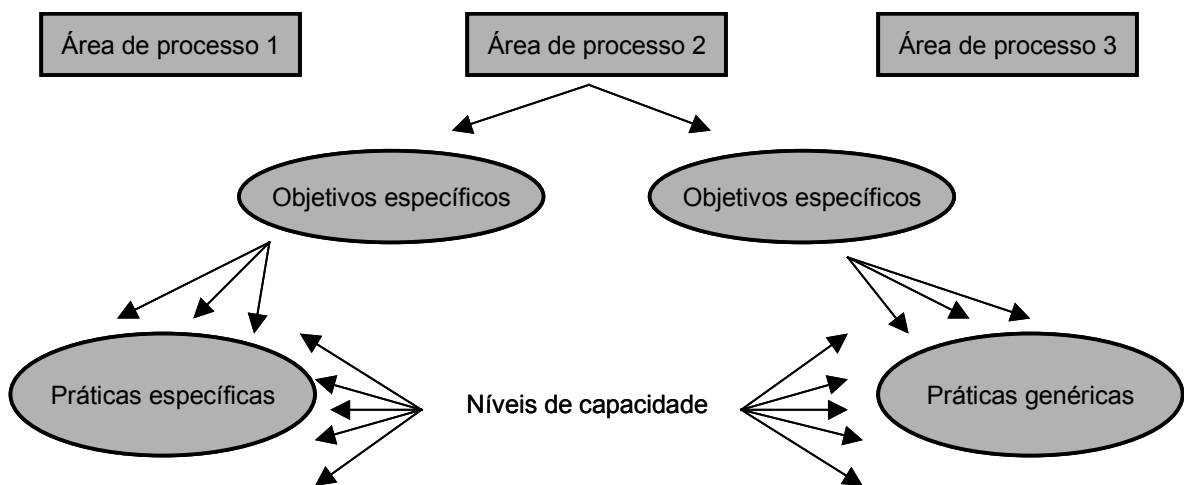 Área de processo 1
Área de processo 2
Área de processo 3
Objetivos específicos
Objetivos específicos
Práticas específicas
Níveis de capacidade
Práticas genéricas